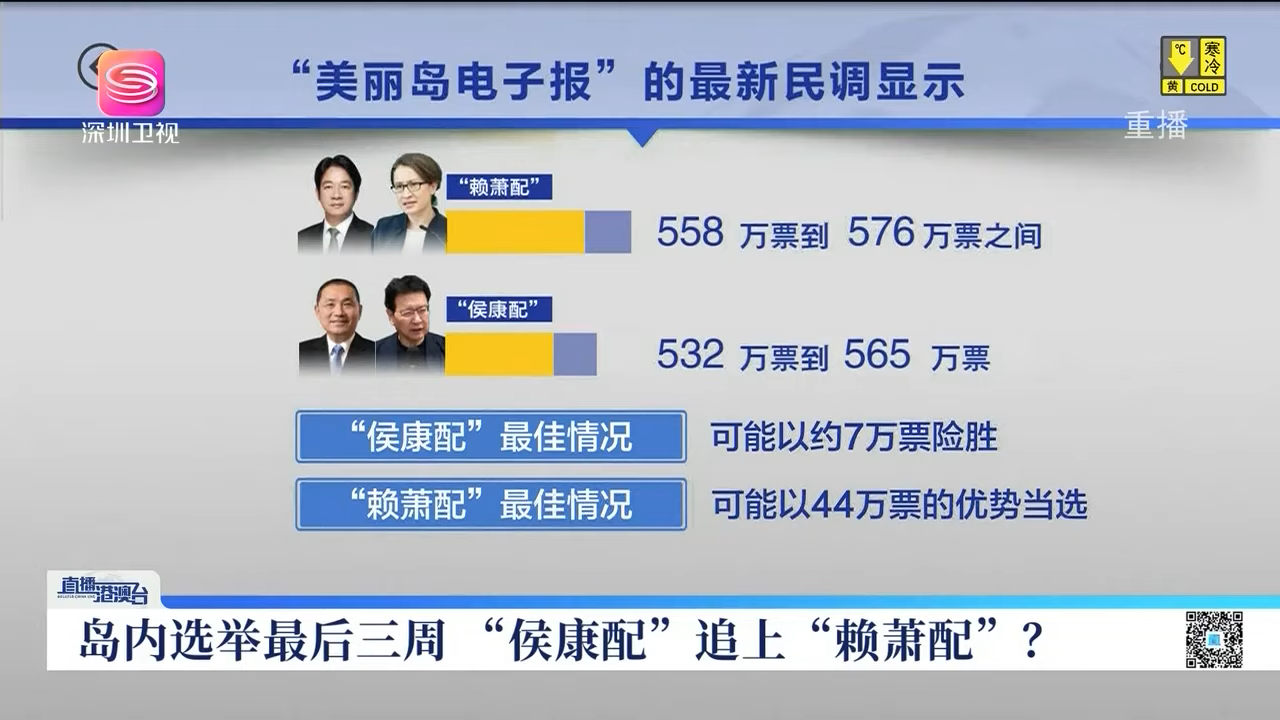 “美丽岛电子报”的最新民调显示
℃
寒冷
黄 COLD
深圳卫视
重播
“赖萧配”
558 万票到 576万票之间
“侯康配”
532 万票到 565 万票
“侯康配”最佳情况 可能以约7万票险胜
“赖萧配”最佳情况 可能以44万票的优势当选
直播港澳台
岛内选举最后三周 “侯康配”追上“赖萧配”？